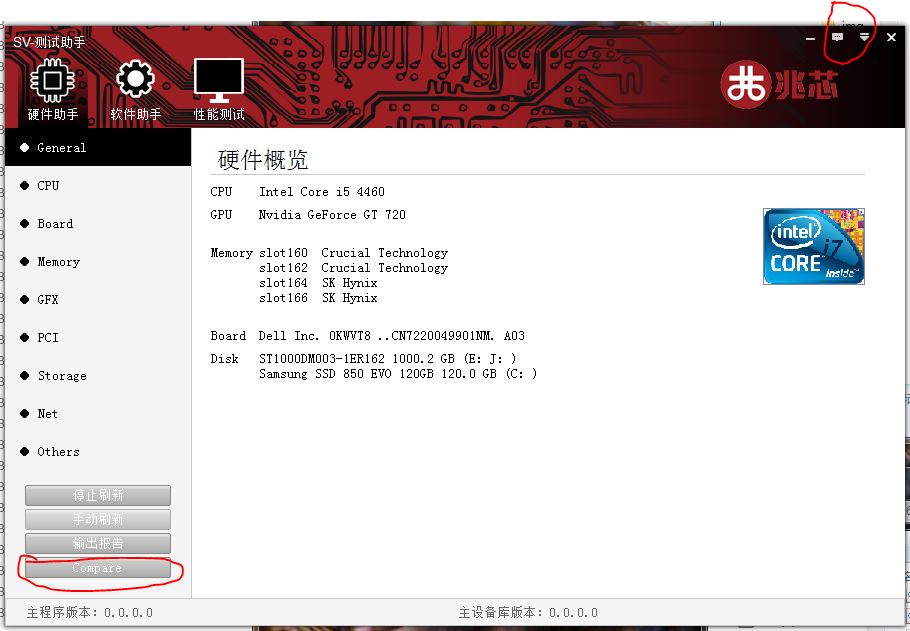 img
SV-测试助手
硬件助手 软件助手 性能测试
兆芯
General
CPU
Board
Memory
GFX
PCI
Storage
Net
Others
停止刷新
手动刷新
输出报告
Compare
硬件概览
CPU Intel Core i5 4460
GPU Nvidia GeForce GT 720
Memory slot160 Crucial Technology
slot162 Crucial Technology
slot164 SK Hynix
slot166 SK Hynix
Board Dell Inc. 0KWVT8 ..CN7220049901NM. A03
Disk ST1000DM003-1ER162 1000.2 GB (E: J: )
Samsung SSD 850 EVO 120GB 120.0 GB (C: )
intel
CORE i7
inside™
主程序版本: 0.0.0.0 主设备库版本: 0.0.0.0